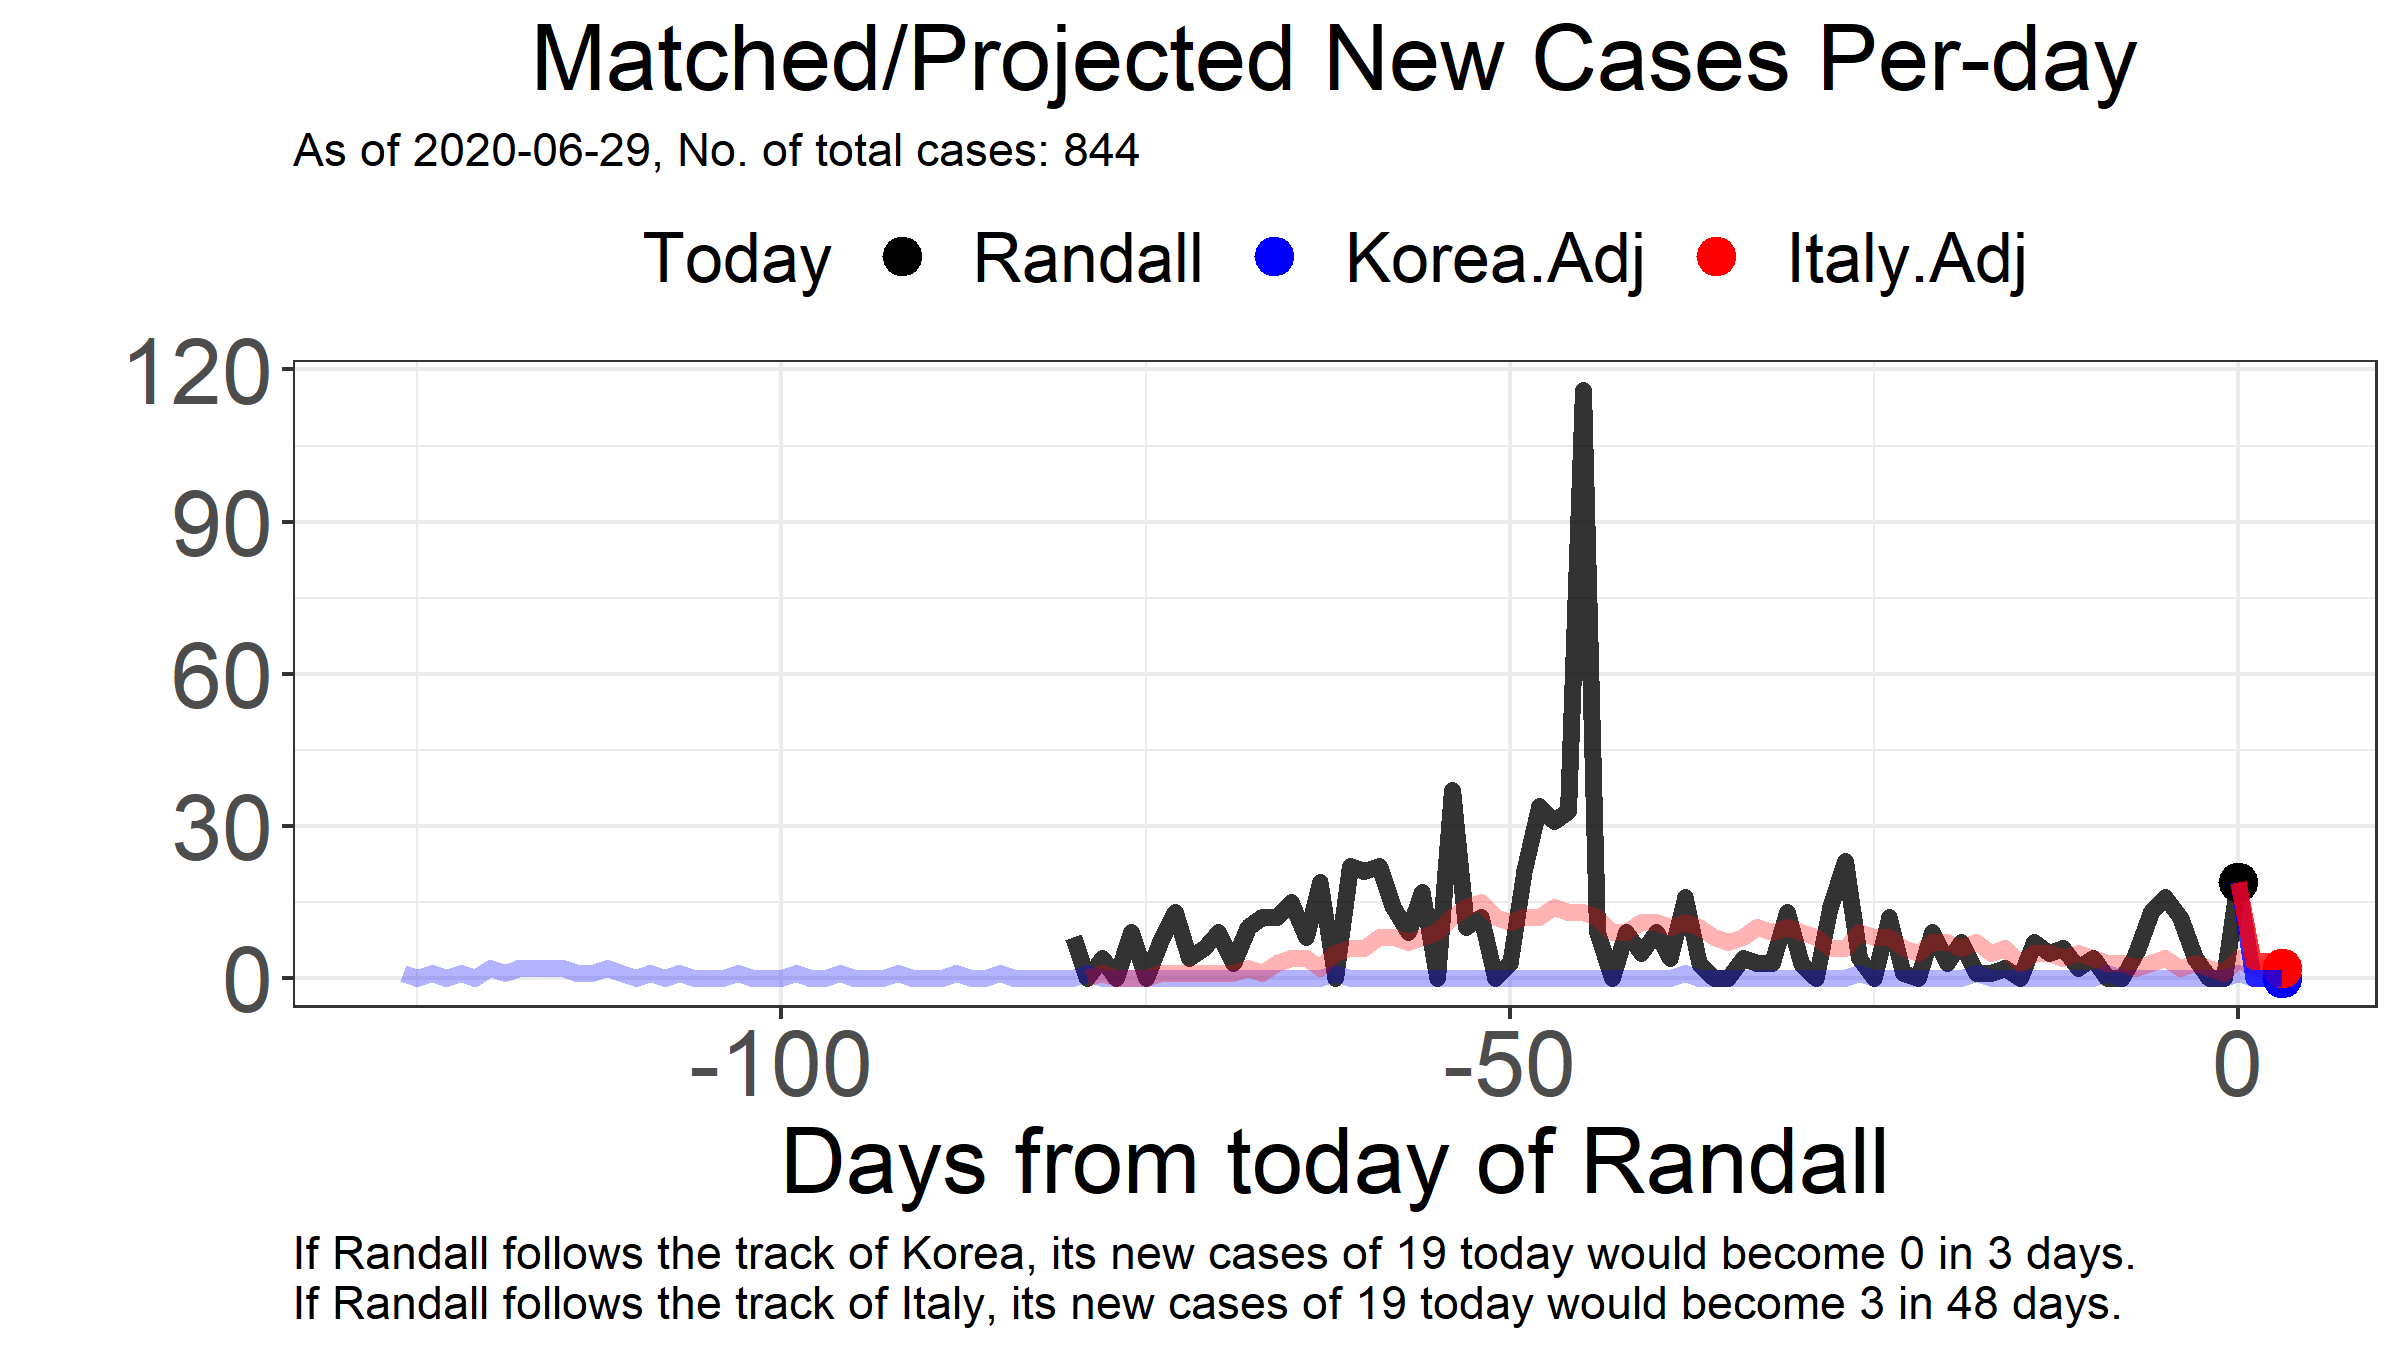 Matched/Projected New Cases Per-day
As of 2020-06-29, No. of total cases: 844
Today Randall Korea.Adj Italy.Adj
120
90
60
30
0
-100 -50 0
Days from today of Randall
If Randall follows the track of Korea, its new cases of 19 today would become 0 in 3 days.
If Randall follows the track of Italy, its new cases of 19 today would become 3 in 48 days.